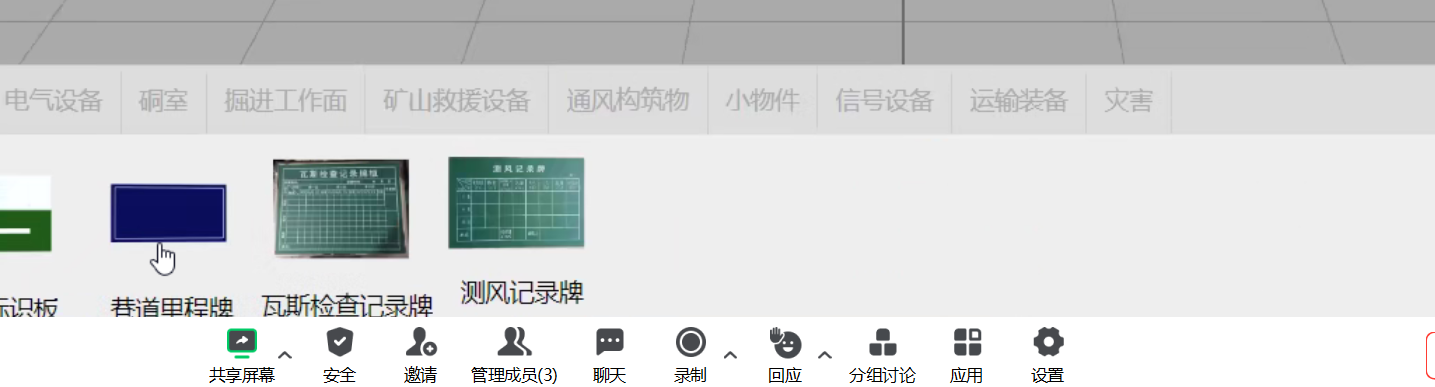 电气设备 硐室 掘进工作面 矿山救援设备 通风构筑物 小物件 信号设备 运输装备 灾害
瓦斯检查记录牌板
测风记录牌
标识板 巷道里程牌 瓦斯检查记录牌 测风记录牌
共享屏幕 安全 邀请 管理成员(3) 聊天 录制 回应 分组讨论 应用 设置